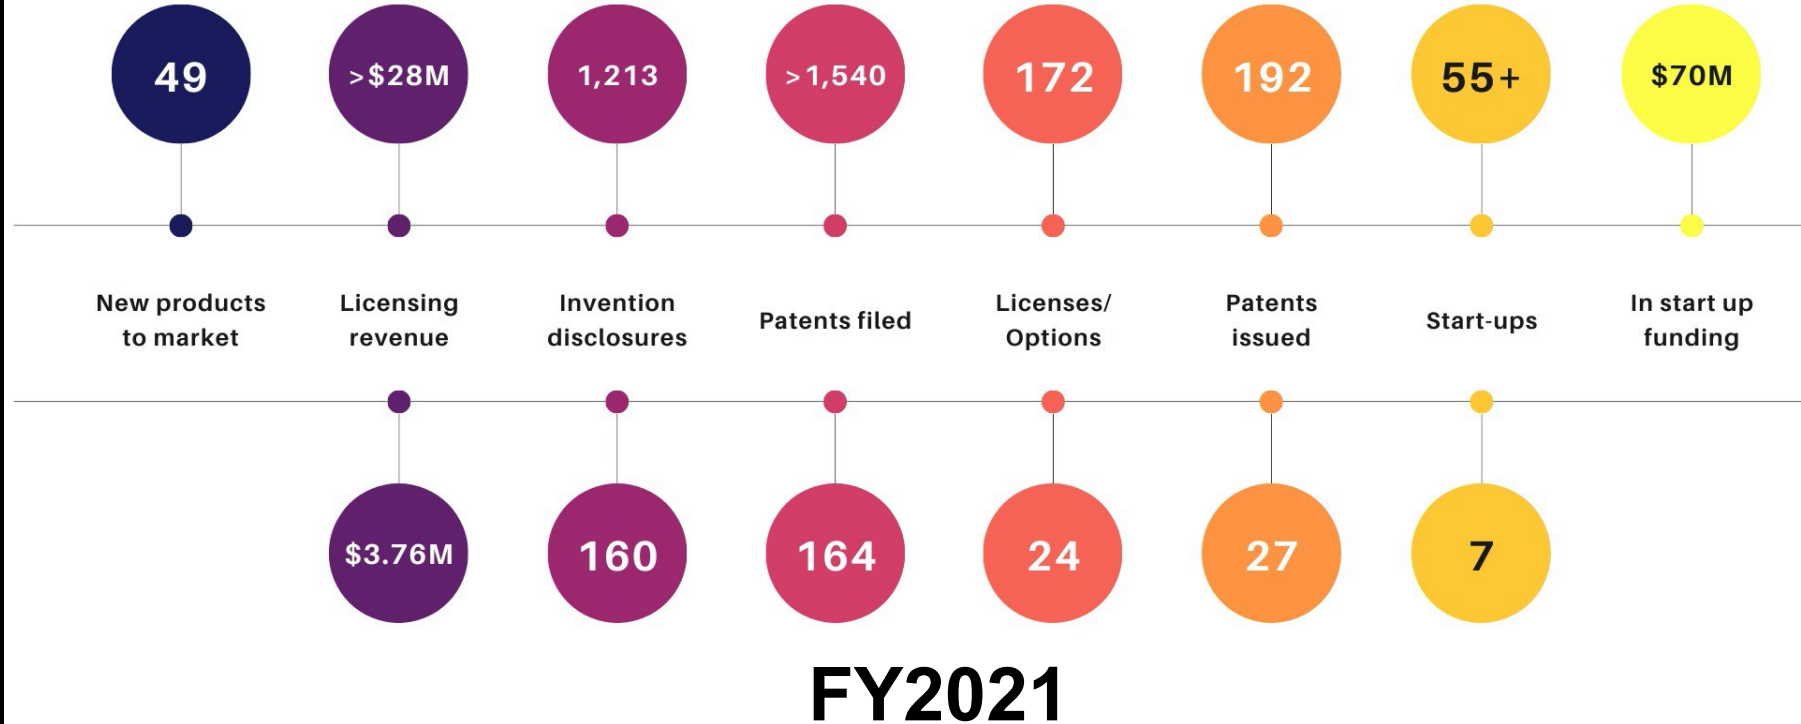 49
>$28M
1,213
>1,540
172
192
55+
$70M
New products
to market
Licensing
revenue
Invention
disclosures
Patents filed
Licenses/
Options
Patents
issued
Start-ups
In start up
funding
$3.76M
160
164
24
27
7
FY2021